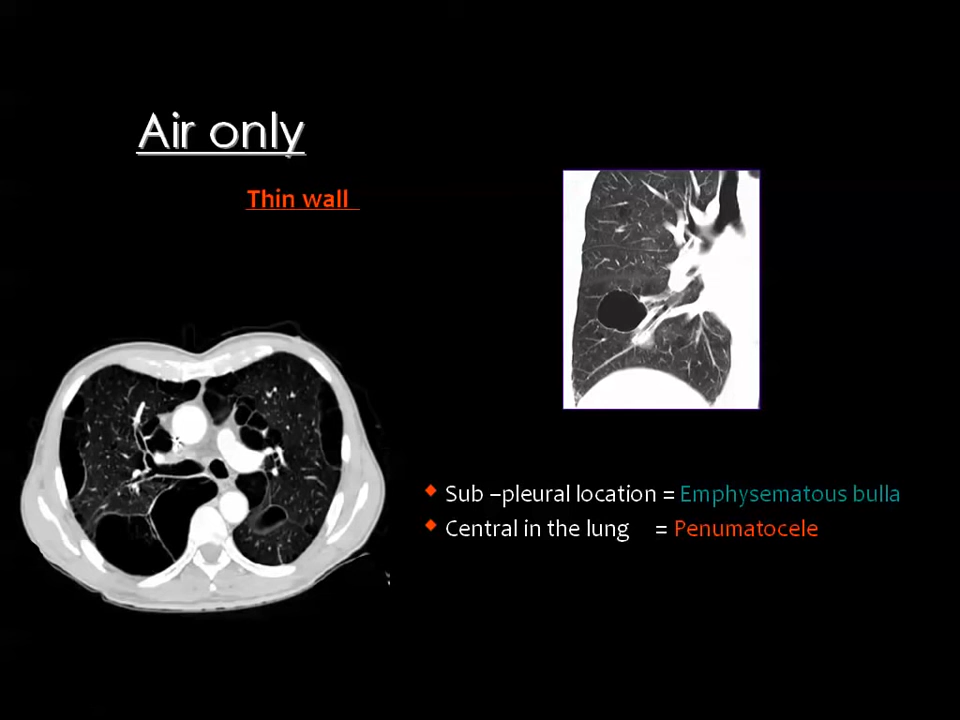 Air only
Thin wall
Sub –pleural location = Emphysematous bulla
Central in the lung = Penumatocele